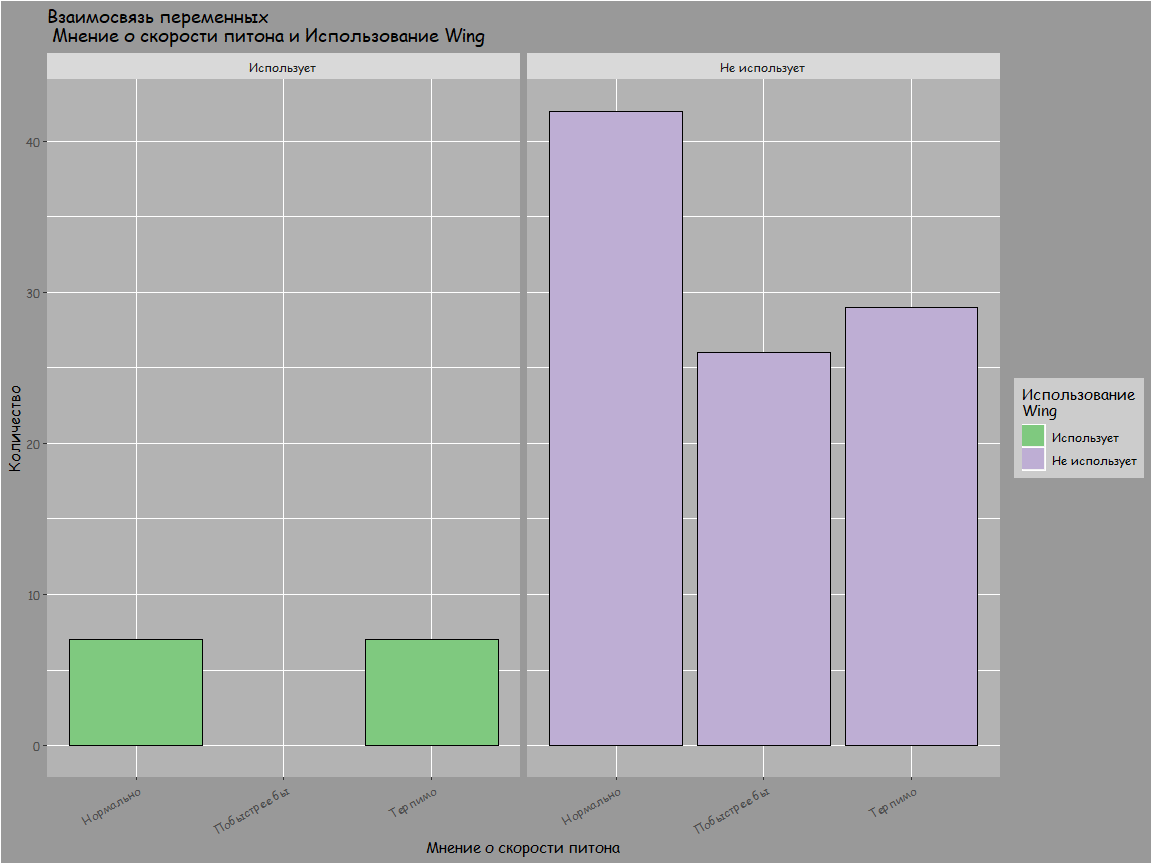 Взаимосвязь переменных
Мнение о скорости питона и Использование Wing
Использует
Не использует
40
30
20
10
0
Количество
Нормально
Побыстрее бы
Терпимо
Нормально
Побыстрее бы
Терпимо
Мнение о скорости питона
Использование
Wing
Использует
Не использует